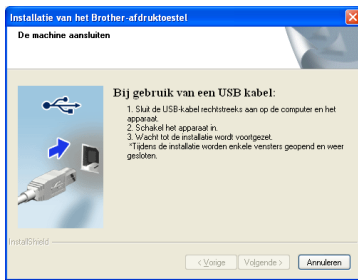 Installatie van het Brother-afdruktoestel
De machine aansluiten
Bij gebruik van een USB kabel:
1. Sluit de USB-kabel rechtstreeks aan op de computer en het
apparaat.
2. Schakel het apparaat in.
3. Wacht tot de installatie wordt voortgezet.
*Tijdens de installatie worden enkele vensters geopend en weer
gesloten.
InstallShield
< Vorige
Volgende >
Annuleren